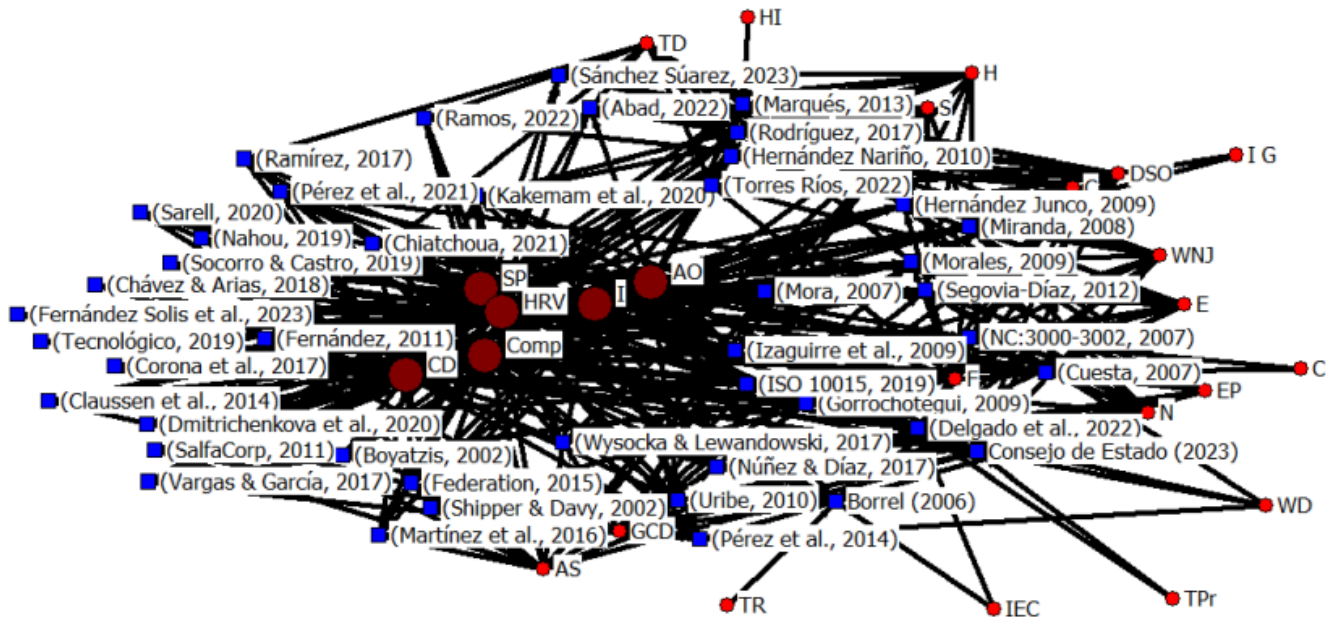 HI
TD
H
(Sánchez Súarez, 2023)
(Marqués, 2013)
S
(Abad, 2022)
(Ramos, 2022)
(Rodríguez, 2017)
(Hernández Nariño, 2010)
I G
(Ramírez, 2017)
DSO
(Torres Ríos, 2022)
(Pérez et al., 2021)
(Kakemam et al., 2020)
(Hernández Junco, 2009)
(Sarell, 2020)
(Miranda, 2008)
(Nahou, 2019)
(Chiatchoua, 2021)
WNJ
(Socorro & Castro, 2019)
(Morales, 2009)
AO
SP
(Chávez & Arias, 2018)
(Mora, 2007)
(Segovia-Díaz, 2012)
I
HRV
E
(Fernández Solis et al., 2023)
(Fernández, 2011)
(NC:3000-3002, 2007)
(Tecnológico, 2019)
Comp
(Izaguirre et al., 2009)
(Corona et al., 2017)
CD
C
F
(Cuesta, 2007)
(ISO 10015, 2019)
EP
(Claussen et al., 2014)
(Gorrochotegui, 2009)
N
(Dmitrichenkova et al., 2020)
(Delgado et al., 2022)
(SalfaCorp, 2011)
(Boyatzis, 2002)
(Wysocka & Lewandowski, 2017)
Consejo de Estado (2023)
(Núñez & Díaz, 2017)
(Vargas & García, 2017)
(Federation, 2015)
(Uribe, 2010)
Borrel (2006)
WD
(Shipper & Davy, 2002)
(Martínez et al., 2016)
GCD
(Pérez et al., 2014)
AS
TR
IEC
TPr